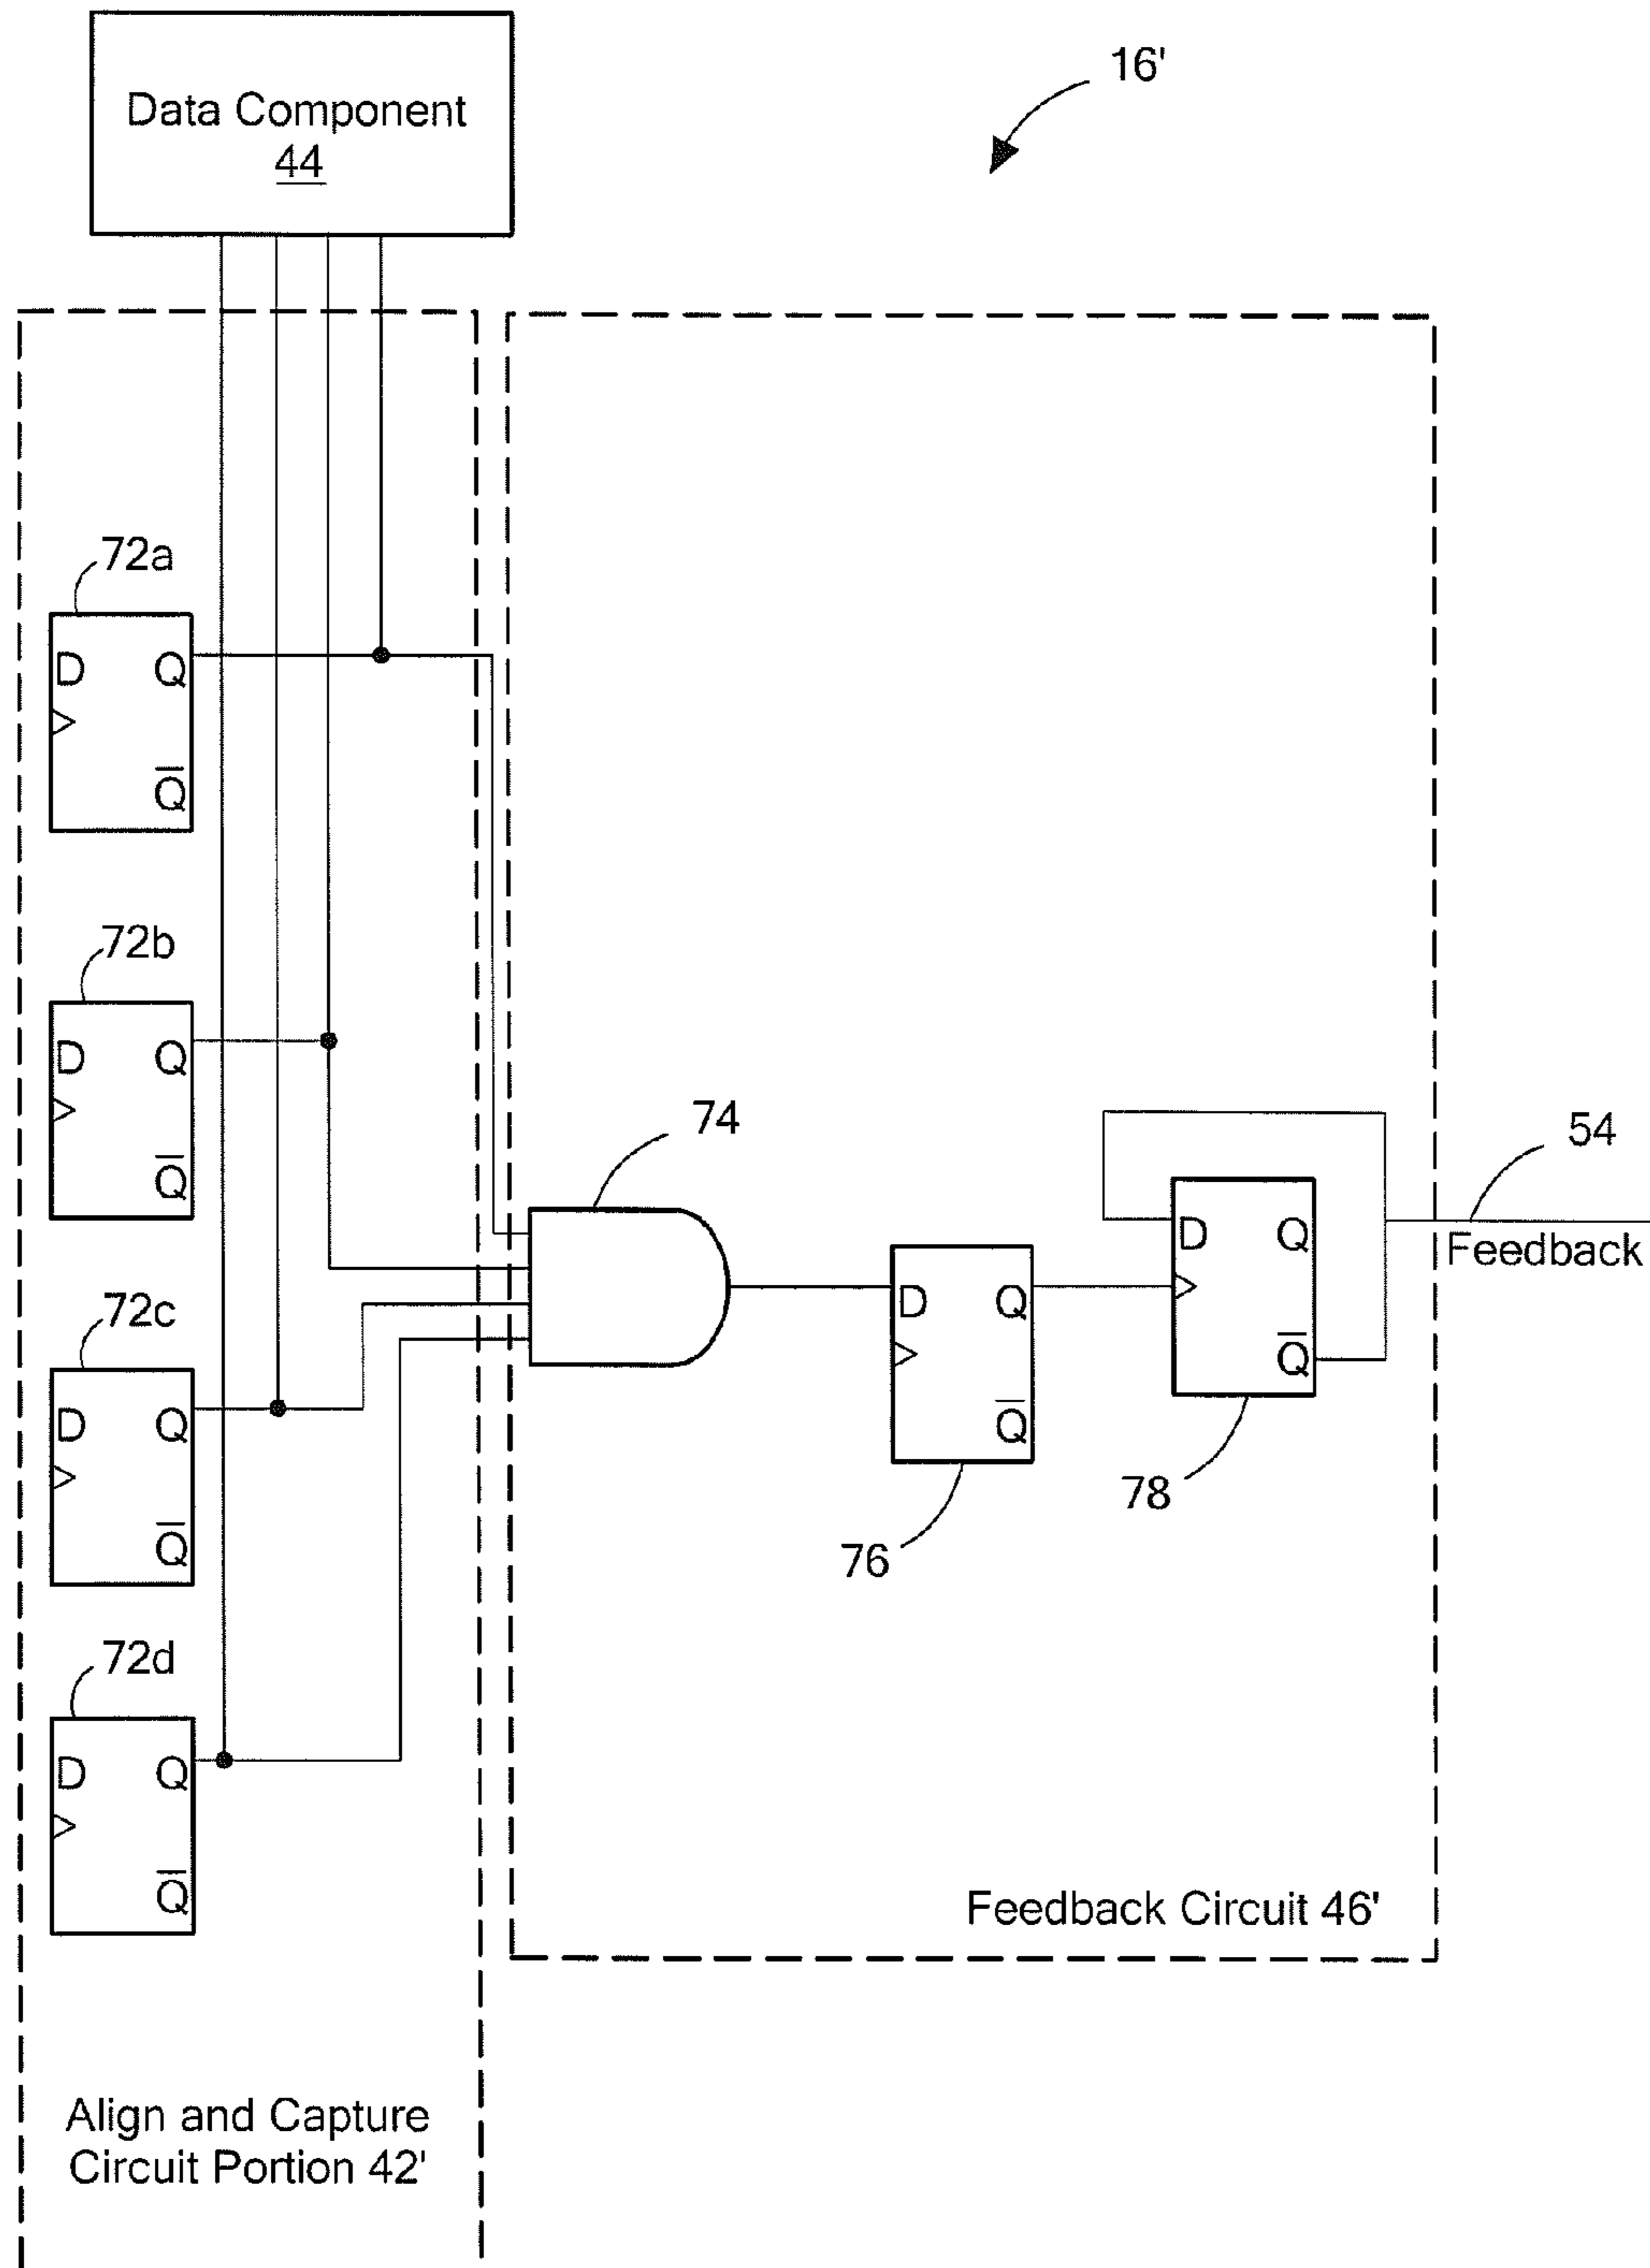 Data Component
44
16'
72a
D Q
Q̅
72b
D Q
Q̅
74
54
D Q
Feedback
72c
D Q
Q̅
D Q
Q̅
Q̅
78
76
72d
D Q
Q̅
Feedback Circuit 46'
Align and Capture
Circuit Portion 42'